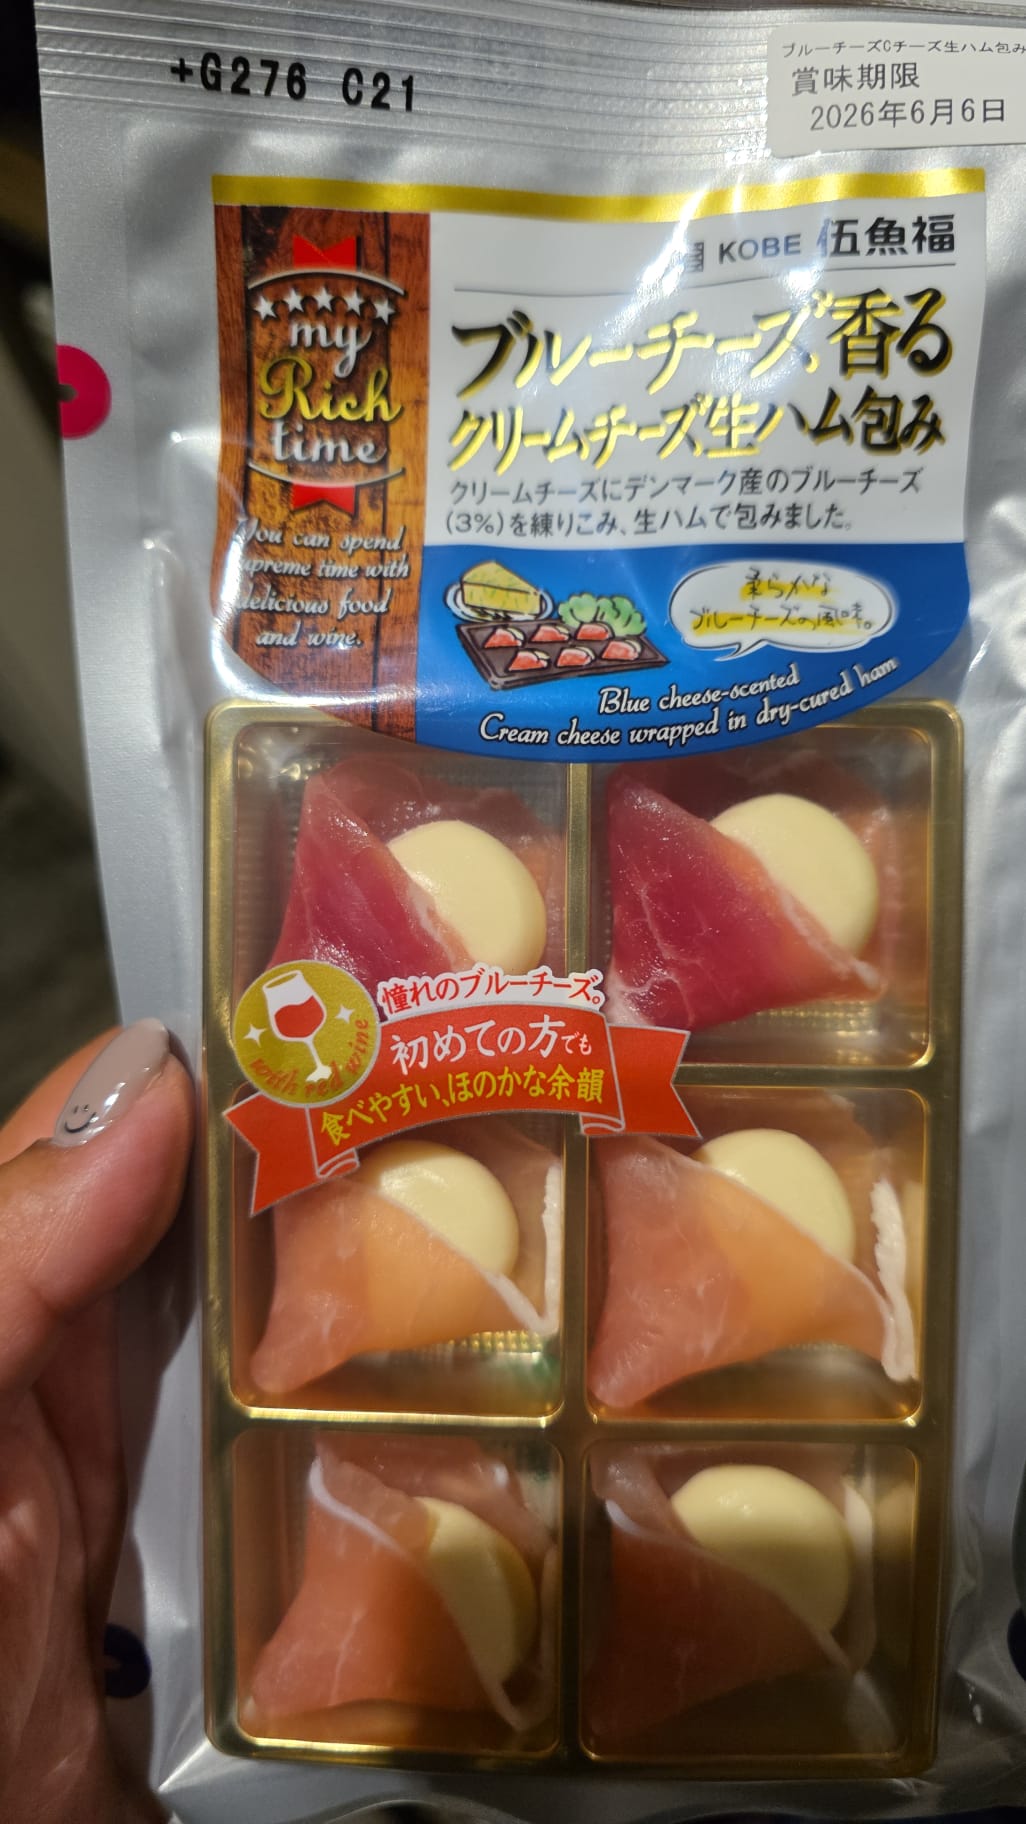 +G276 C21
ブルーチーズCチーズ生ハム包み
賞味期限
2026年6月6日
KOBE 伍魚福
my
Rich
time
You can spend
supreme time with
delicious food
and wine.
ブルーチーズ香る
クリームチーズ生ハム包み
クリームチーズにデンマーク産のブルーチーズ
(3%)を練りこみ、生ハムで包みました。
柔らかな
ブルーチーズの風味。
Blue cheese-scented
Cream cheese wrapped in dry-cured ham
with red wine
憧れのブルーチーズ。
初めての方でも
食べやすい、ほのかな余韻